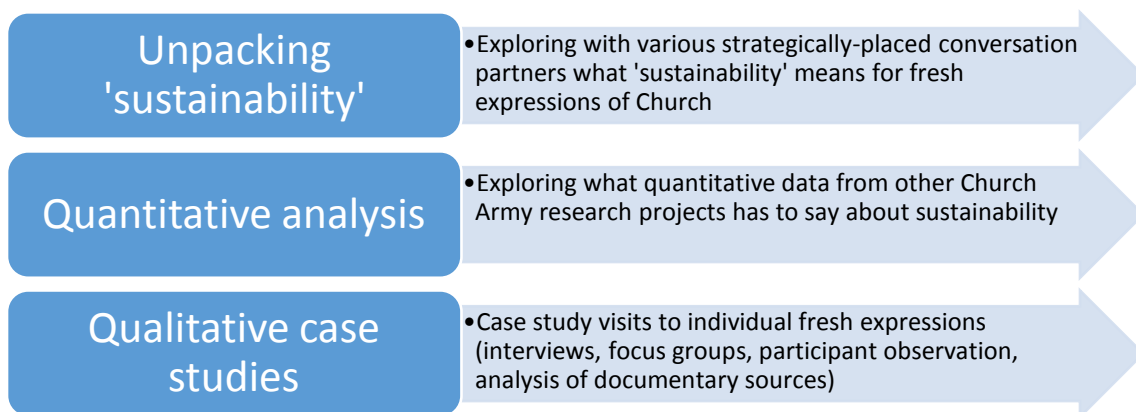 Unpacking
'sustainability'
•Exploring with various strategically-placed conversation
partners what 'sustainability' means for fresh
expressions of Church
Quantitative analysis
•Exploring what quantitative data from other Church
Army research projects has to say about sustainability
Qualitative case
studies
•Case study visits to individual fresh expressions
(interviews, focus groups, participant observation,
analysis of documentary sources)